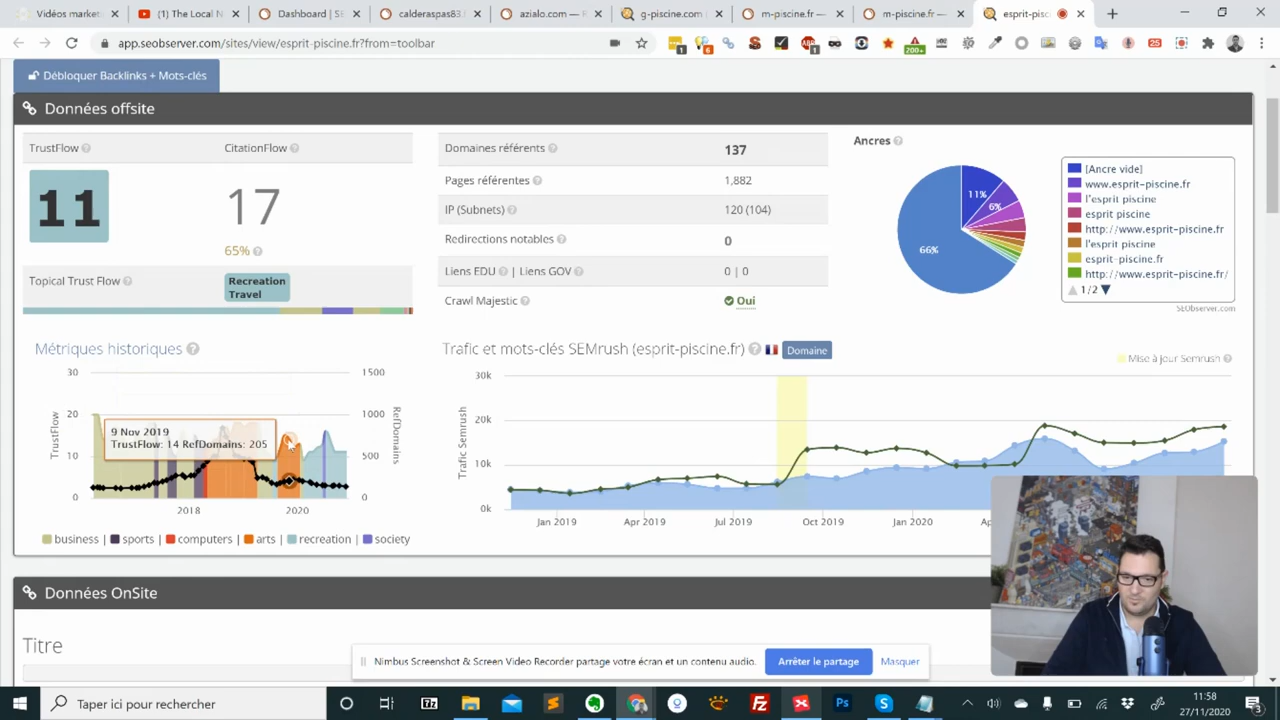 Vidéos market
(1) The Local N
Dashboard | SE
calderaspas83.
azialo.com — F
g-piscine.com
m-piscine.fr —
m-piscine.fr —
esprit-pisc
app.seobserver.com/sites/view/esprit-piscine.fr?from=toolbar
1
6
1
200+
25
Débloquer Backlinks + Mots-clés
Données offsite
TrustFlow
CitationFlow
11
17
65%
Topical Trust Flow
Recreation
Travel
Domaines référents
137
Pages référentes
1,882
IP (Subnets)
120 (104)
Redirections notables
0
Liens EDU | Liens GOV
0 | 0
Crawl Majestic
Oui
Ancres
11%
6%
66%
[Ancre vide]
www.esprit-piscine.fr
l'esprit piscine
esprit piscine
http://www.esprit-piscine.fr
l'esprit piscine
esprit-piscine.fr
http://www.esprit-piscine.fr/
1/2
SEObserver.com
Métriques historiques
30
20
10
0
TrustFlow
1500
1000
500
0
RefDomains
9 Nov 2019
TrustFlow: 14 RefDomains: 205
2018
2020
business | sports | computers | arts | recreation | society
Trafic et mots-clés SEMrush (esprit-piscine.fr)
Domaine
Mise à jour Semrush
30k
20k
10k
0k
Trafic Semrush
Jan 2019
Apr 2019
Jul 2019
Oct 2019
Jan 2020
Données OnSite
Titre
Nimbus Screenshot & Screen Video Recorder partage votre écran et un contenu audio.
Arrêter le partage
Masquer
Taper ici pour rechercher
11:58
27/11/2020
3